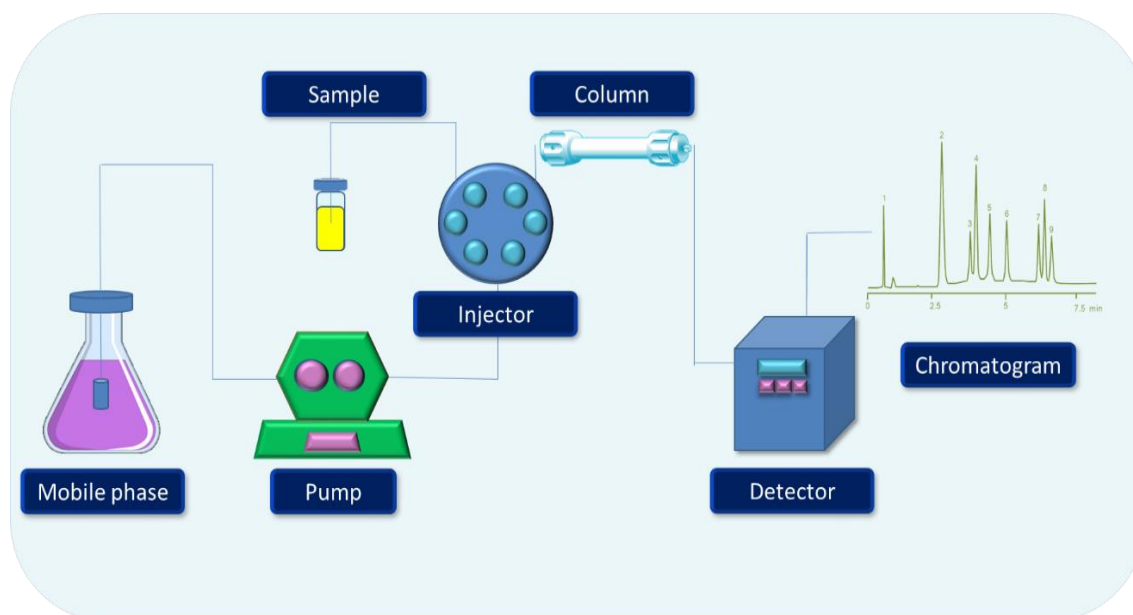 Sample
Column
Injector
Mobile phase
Pump
Detector
1
2
3
4
5
6
7
8
9
0
2.5
5
7.5 min
Chromatogram